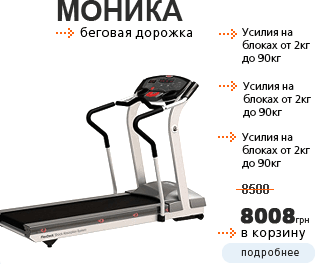 МОНИКА
беговая дорожка
Усилия на
блоках от 2кг
до 90кг
Усилия на
блоках от 2кг
до 90кг
Усилия на
блоках от 2кг
до 90кг
8508
8008грн
в корзину
подробнее